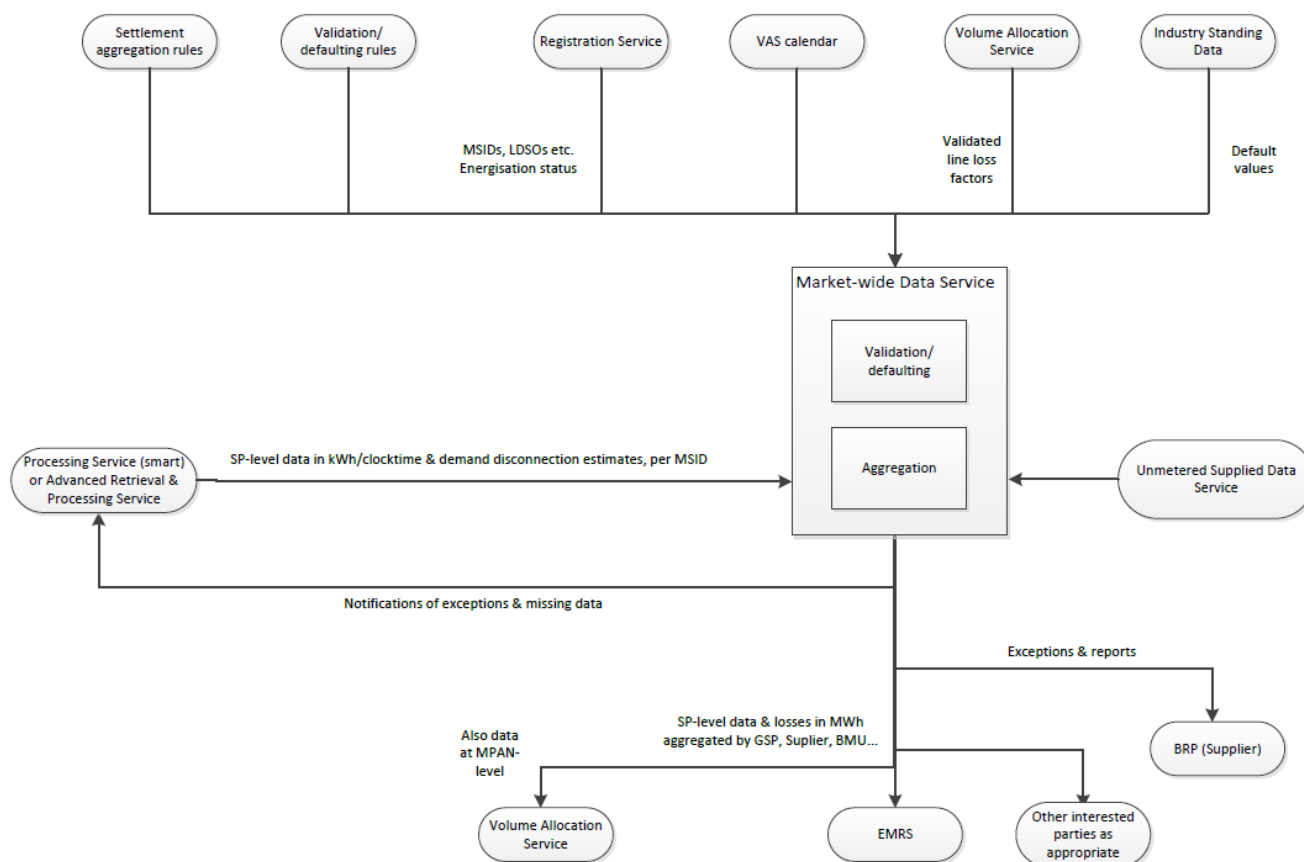 Settlement
aggregation rules
Validation/
defaulting rules
Registration Service
VAS calendar
Volume Allocation
Service
Industry Standing
Data
MSIDs, LDSOs etc.
Energisation status
Validated
line loss
factors
Default
values
Market-wide Data Service
Validation/
defaulting
Aggregation
Processing Service (smart)
or Advanced Retrieval &
Processing Service
SP-level data in kWh/clocktime & demand disconnection estimates, per MSID
Unmetered Supplied Data
Service
Notifications of exceptions & missing data
Exceptions & reports
SP-level data & losses in MWh
aggregated by GSP, Suplier, BMU...
Also data
at MPAN-
level
BRP (Supplier)
Volume Allocation
Service
EMRS
Other interested
parties as
appropriate